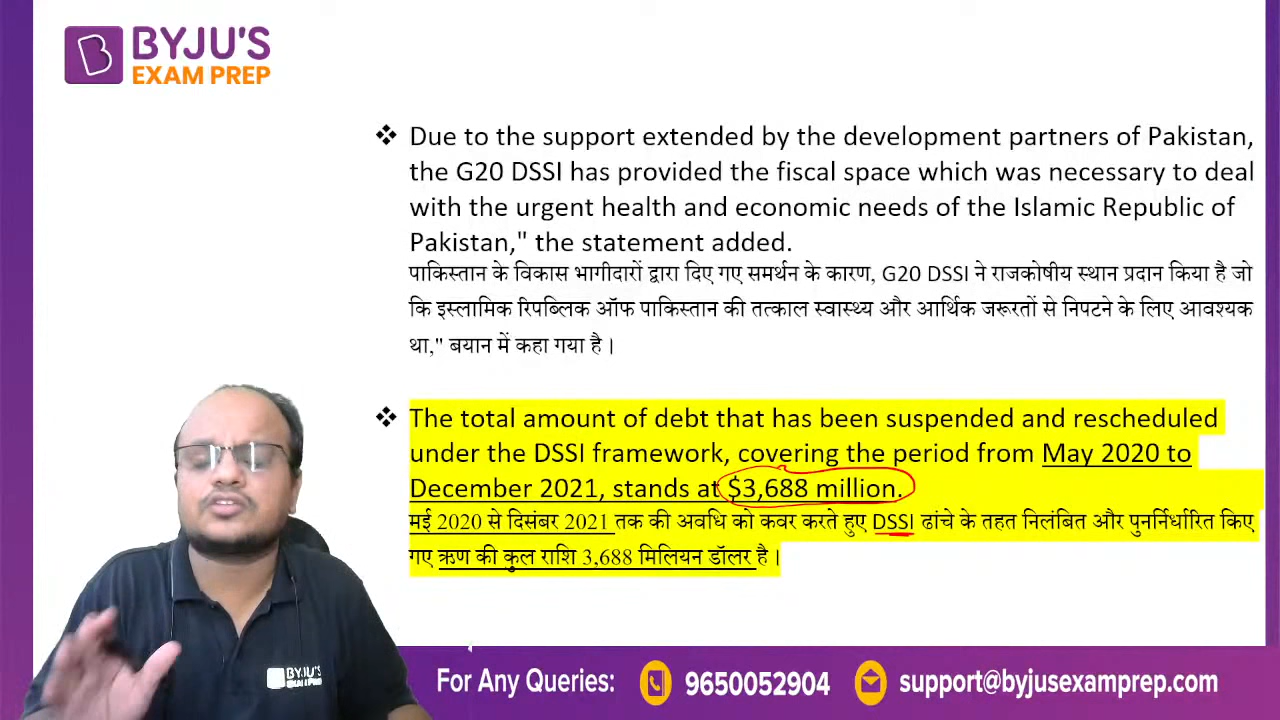 BYJU'S
EXAM PREP
❖ Due to the support extended by the development partners of Pakistan,
the G20 DSSI has provided the fiscal space which was necessary to deal
with the urgent health and economic needs of the Islamic Republic of
Pakistan," the statement added.
पाकिस्तान के विकास भागीदारों द्वारा दिए गए समर्थन के कारण, G20 DSSI ने राजकोषीय स्थान प्रदान किया है जो
कि इस्लामिक रिपब्लिक ऑफ पाकिस्तान की तत्काल स्वास्थ्य और आर्थिक जरूरतों से निपटने के लिए आवश्यक
था," बयान में कहा गया है।
❖ The total amount of debt that has been suspended and rescheduled
under the DSSI framework, covering the period from May 2020 to
December 2021, stands at $3,688 million.
मई 2020 से दिसंबर 2021 तक की अवधि को कवर करते हुए DSSI ढांचे के तहत निलंबित और पुनर्निर्धारित किए
गए ऋण की कुल राशि 3,688 मिलियन डॉलर है।
BYJU'S
EXAM PREP
For Any Queries: 9650052904 support@byjusexamprep.com